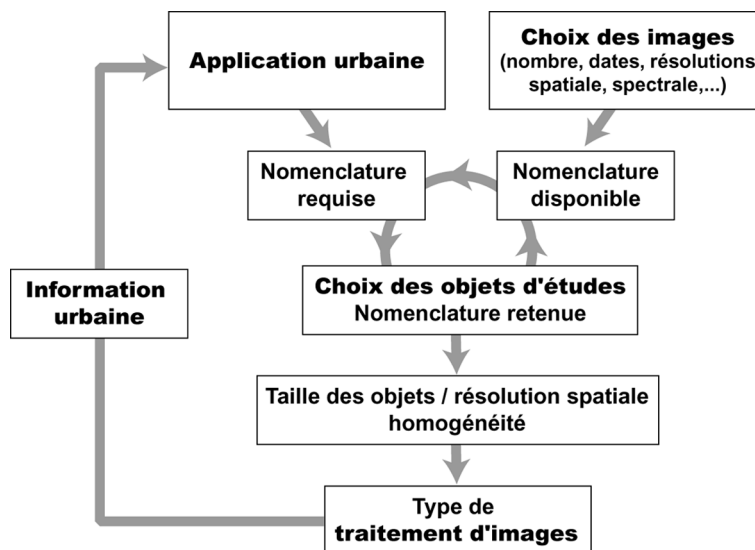 Application urbaine
Choix des images
(nombre, dates, résolutions
spatiale, spectrale,...)
Nomenclature
requise
Nomenclature
disponible
Choix des objets d'études
Nomenclature retenue
Information
urbaine
Taille des objets / résolution spatiale
homogénéité
Type de
traitement d'images